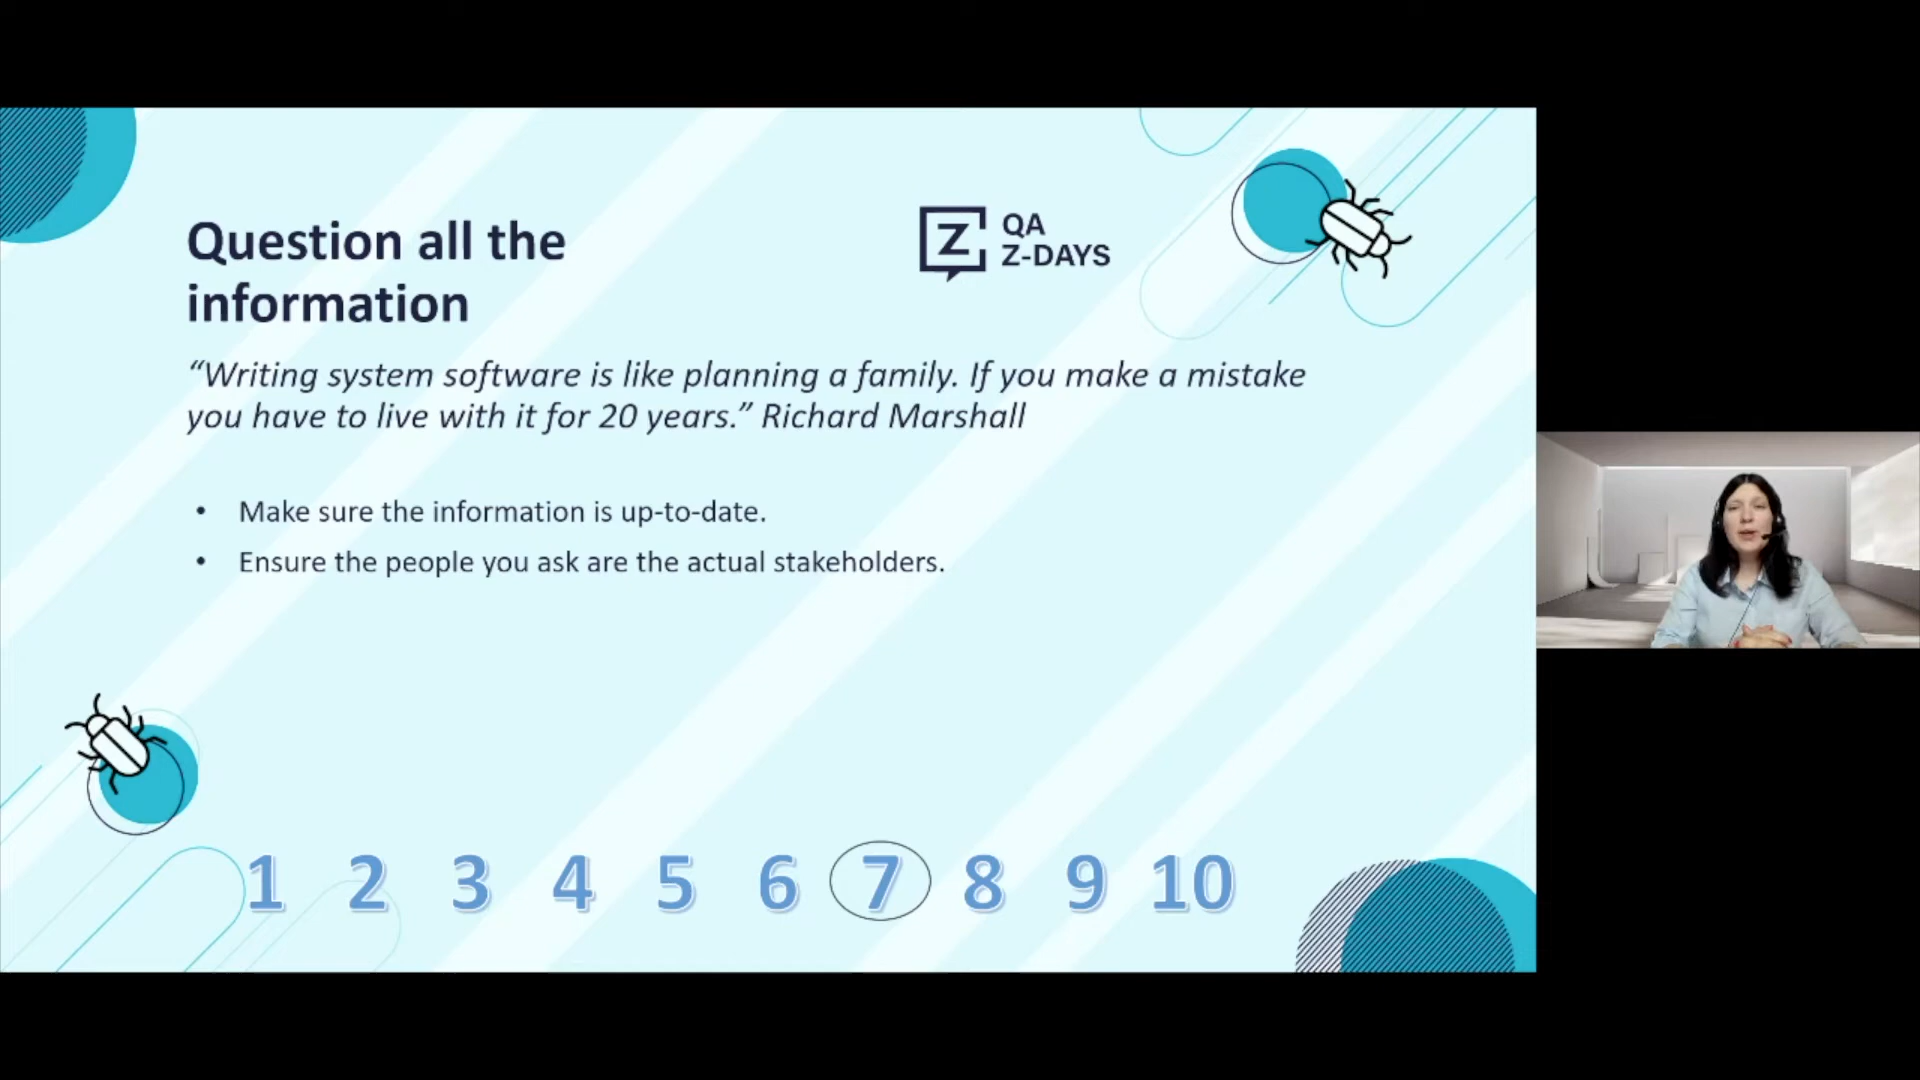 Question all the
information
QA
Z-DAYS
“Writing system software is like planning a family. If you make a mistake
you have to live with it for 20 years.” Richard Marshall
• Make sure the information is up-to-date.
• Ensure the people you ask are the actual stakeholders.
1 2 3 4 5 6 7 8 9 10